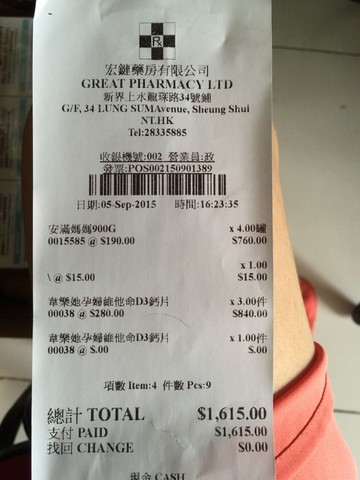 Rx
宏鍵藥房有限公司
GREAT PHARMACY LTD
新界上水龍琛路34號鋪
G/F, 34 LUNG SUMAvenue, Sheung Shui
NT.HK
Tel:28335885
收銀機號:002 營業員:政
發票:POS002150901389
日期:05-Sep-2015 時間:16:23:35
安滿媽媽900G x 4.00罐
0015585 @ $190.00 $760.00
x 1.00
\ @ $15.00 $15.00
韋樂她孕婦維他命D3鈣片 x 3.00件
00038 @ $280.00 $840.00
韋樂她孕婦維他命D3鈣片 x 1.00件
00038 @ $.00 $.00
項數 Item:4 件數 Pcs:9
總計 TOTAL $1,615.00
支付 PAID $1,615.00
找回 CHANGE $0.00
現金 CASH